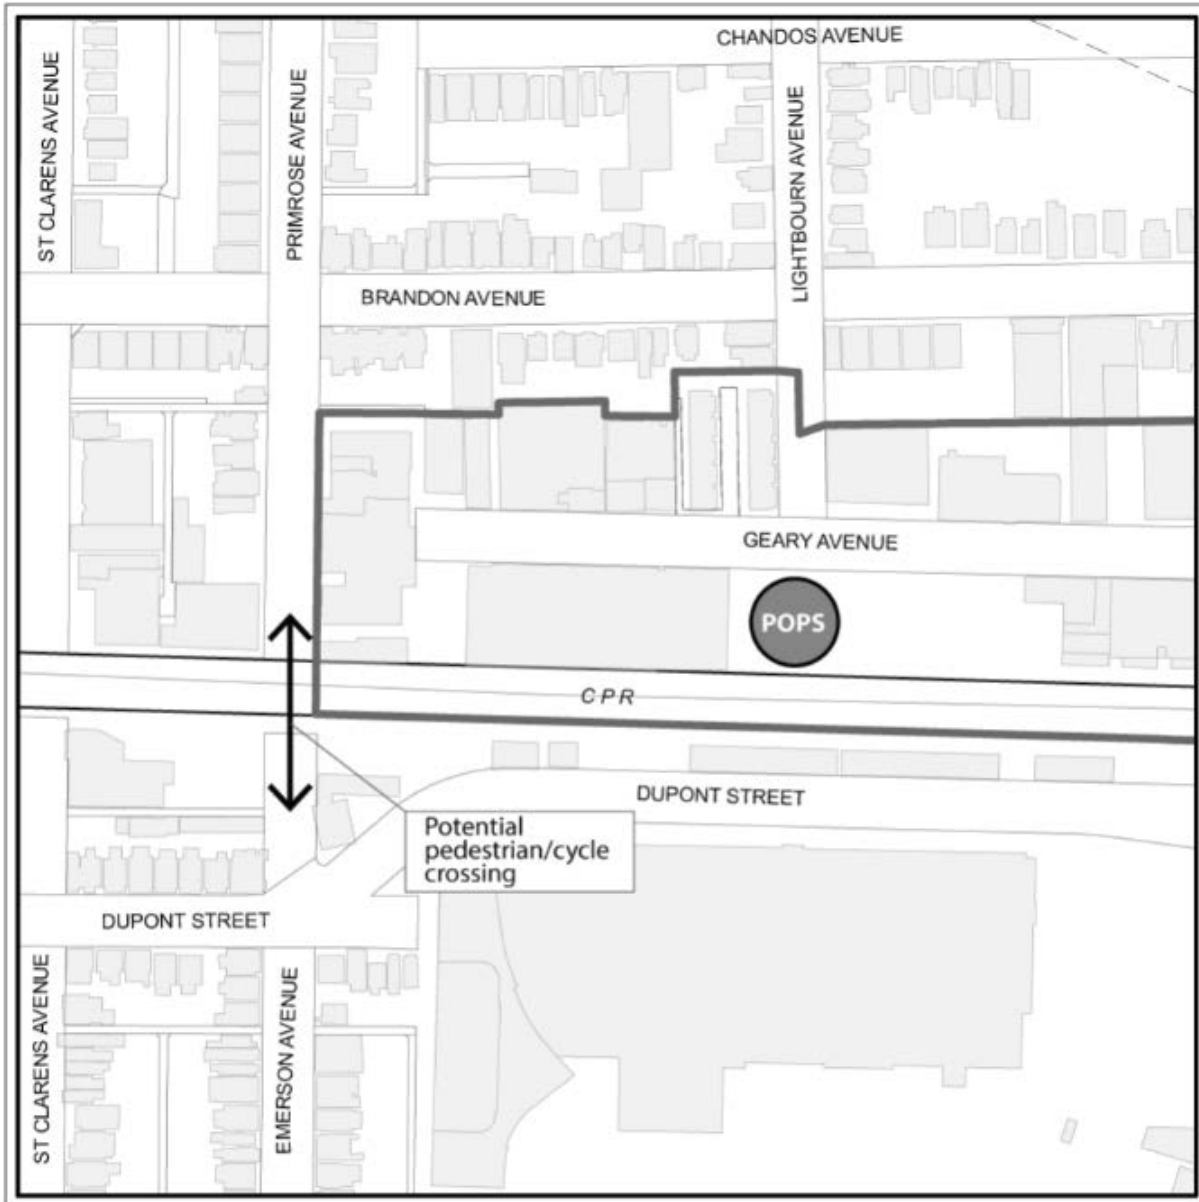 CHANDOS AVENUE
ST CLARENS AVENUE
PRIMROSE AVENUE
LIGHTBOURN AVENUE
BRANDON AVENUE
GEARY AVENUE
POPS
CPR
DUPONT STREET
Potential
pedestrian/cycle
crossing
DUPONT STREET
ST CLARENS AVENUE
EMERSON AVENUE